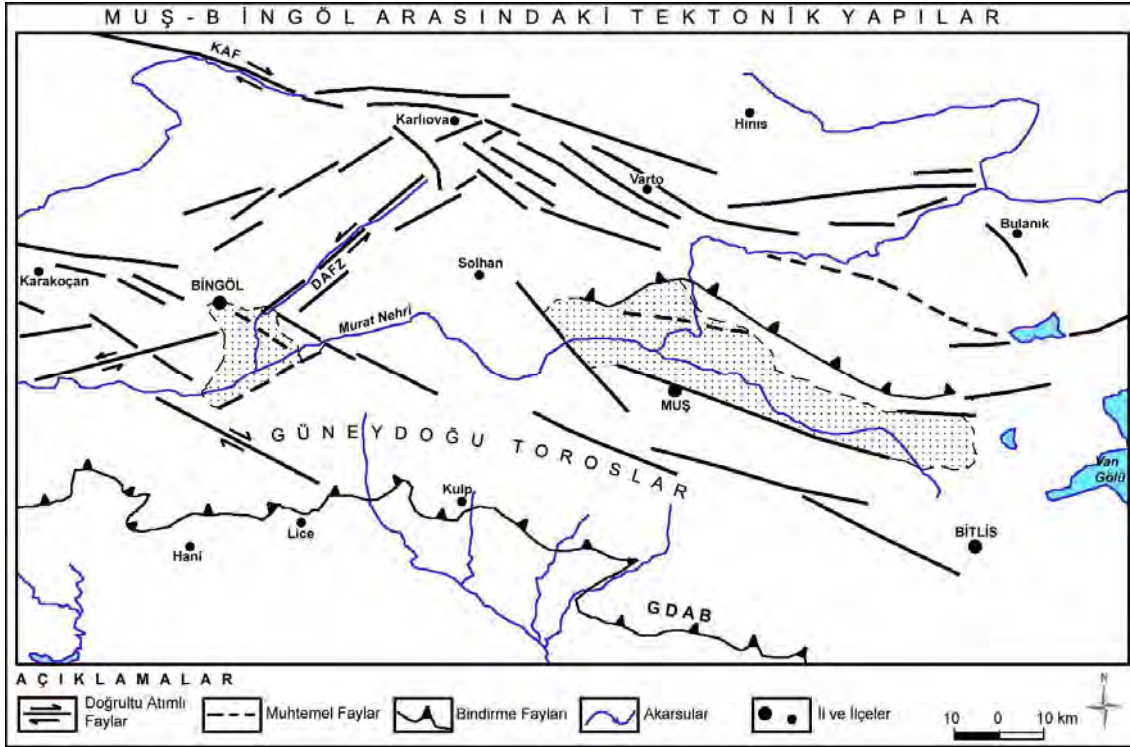 MUŞ-BİNGÖL ARASINDAKİ TEKTONİK YAPILAR
KAF
Karlıova
Hınıs
Varto
Bulanık
Solhan
Karakoçan
BİNGÖL
DAFZ
Murat Nehri
MUŞ
GÜNEYDOĞU TOROSLAR
Van
Gölü
Kulp
Lice
Hani
BİTLİS
GDAB
AÇIKLAMALAR
Doğrultu Atımlı
Faylar
Muhtemel Faylar
Bindirme Fayları
Akarsular
İl ve İlçeler
N
10 0 10 km